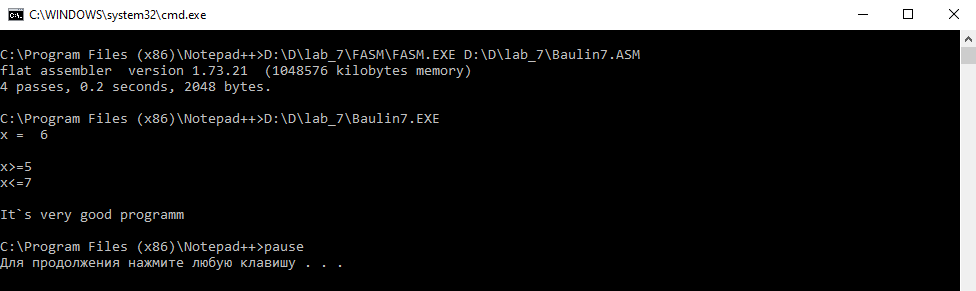 C:\WINDOWS\system32\cmd.exe
C:\Program Files (x86)\Notepad++>D:\D\lab_7\FASM\FASM.EXE D:\D\lab_7\Baulin7.ASM
flat assembler  version 1.73.21  (1048576 kilobytes memory)
4 passes, 0.2 seconds, 2048 bytes.
C:\Program Files (x86)\Notepad++>D:\D\lab_7\Baulin7.EXE
x =  6
x>=5
x<=7
It`s very good programm
C:\Program Files (x86)\Notepad++>pause
Для продолжения нажмите любую клавишу . . .